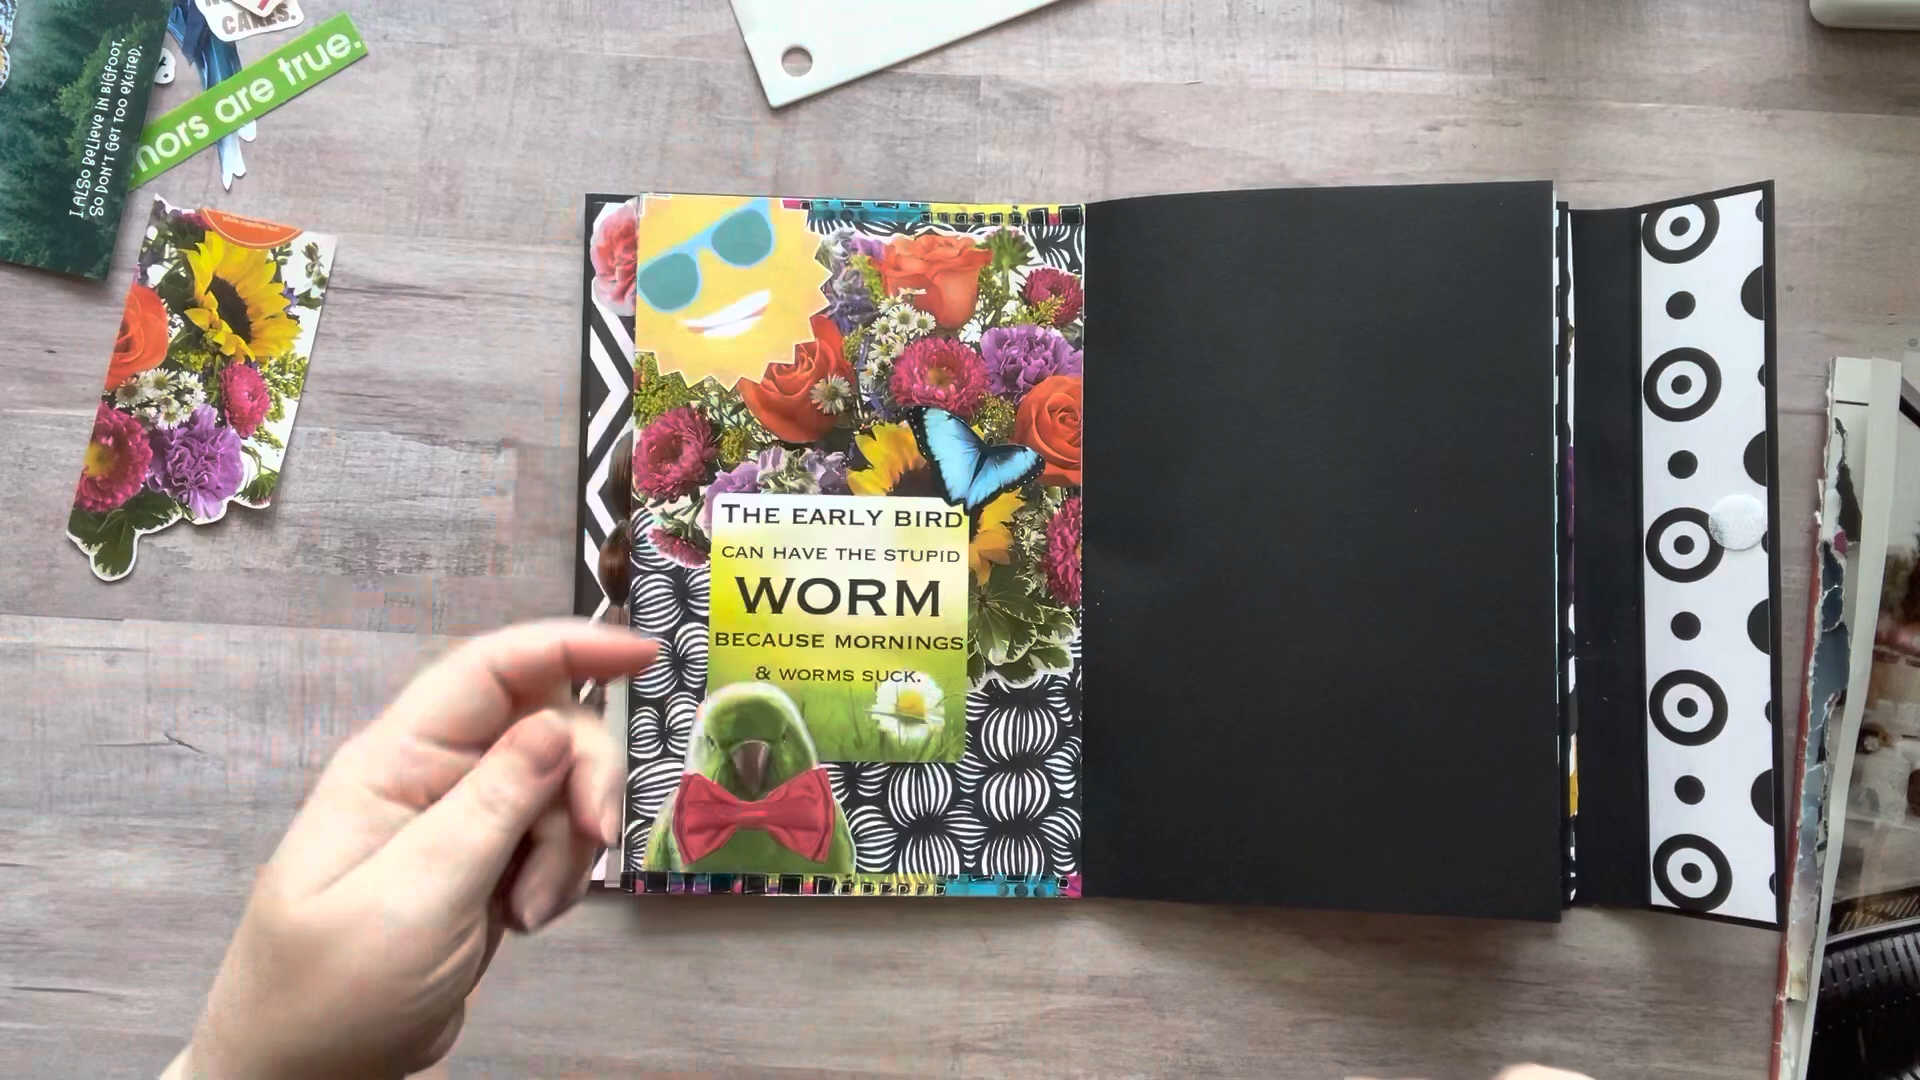 CAKES.
mors are true.
I ALSO BELIEVE IN BIGFOOT,
SO DON'T GET TOO EXCITED.
THE EARLY BIRD
CAN HAVE THE STUPID
WORM
BECAUSE MORNINGS
& WORMS SUCK.